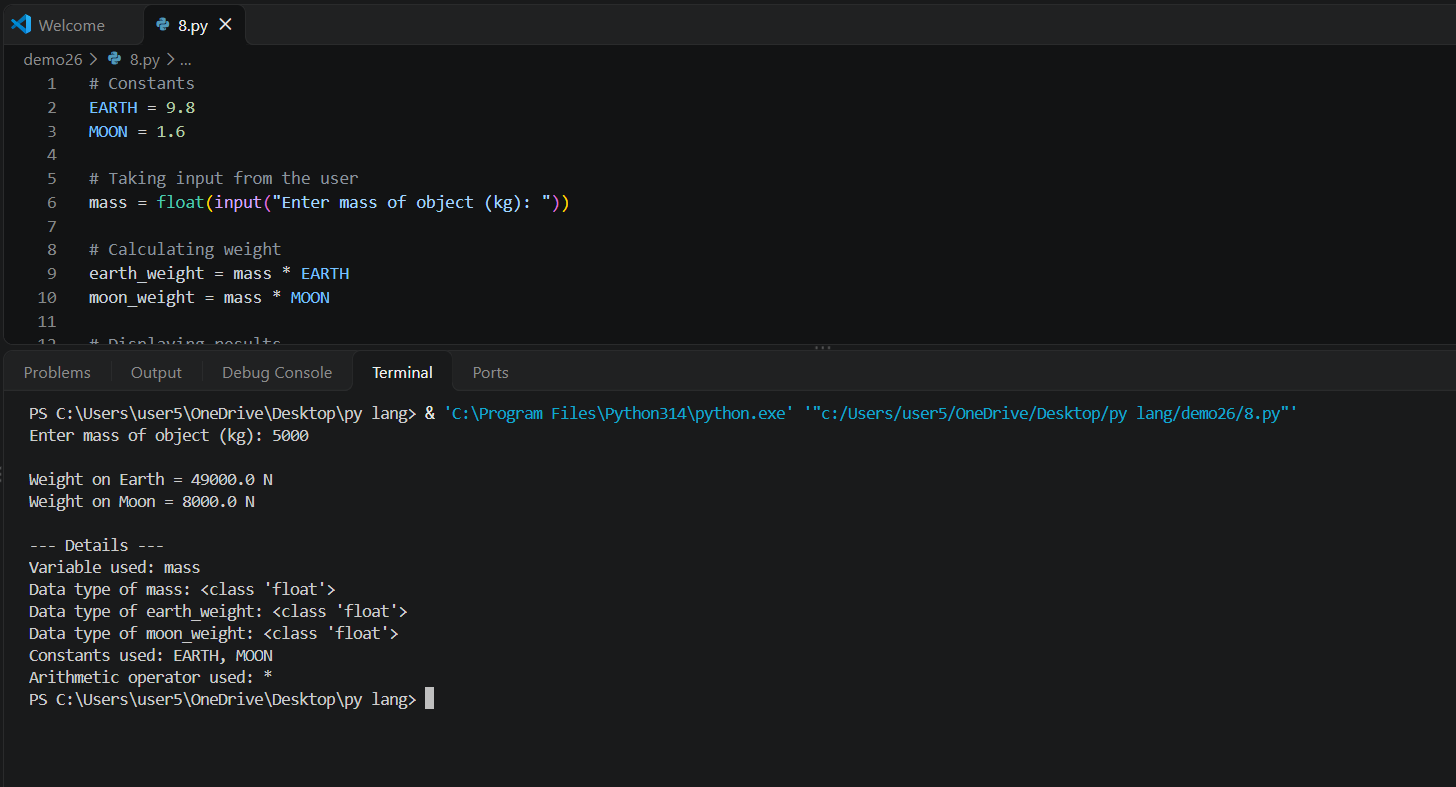 Welcome
8.py
demo26 > 8.py > ...
1 # Constants
2 EARTH = 9.8
3 MOON = 1.6
4
5 # Taking input from the user
6 mass = float(input("Enter mass of object (kg): "))
7
8 # Calculating weight
9 earth_weight = mass * EARTH
10 moon_weight = mass * MOON
11
12 # Displaying results
Problems Output Debug Console Terminal Ports
PS C:\Users\user5\OneDrive\Desktop\py lang> & 'C:\Program Files\Python314\python.exe' '"c:/Users/user5/OneDrive/Desktop/py lang/demo26/8.py"'
Enter mass of object (kg): 5000
Weight on Earth = 49000.0 N
Weight on Moon = 8000.0 N
--- Details ---
Variable used: mass
Data type of mass: <class 'float'>
Data type of earth_weight: <class 'float'>
Data type of moon_weight: <class 'float'>
Constants used: EARTH, MOON
Arithmetic operator used: *
PS C:\Users\user5\OneDrive\Desktop\py lang>